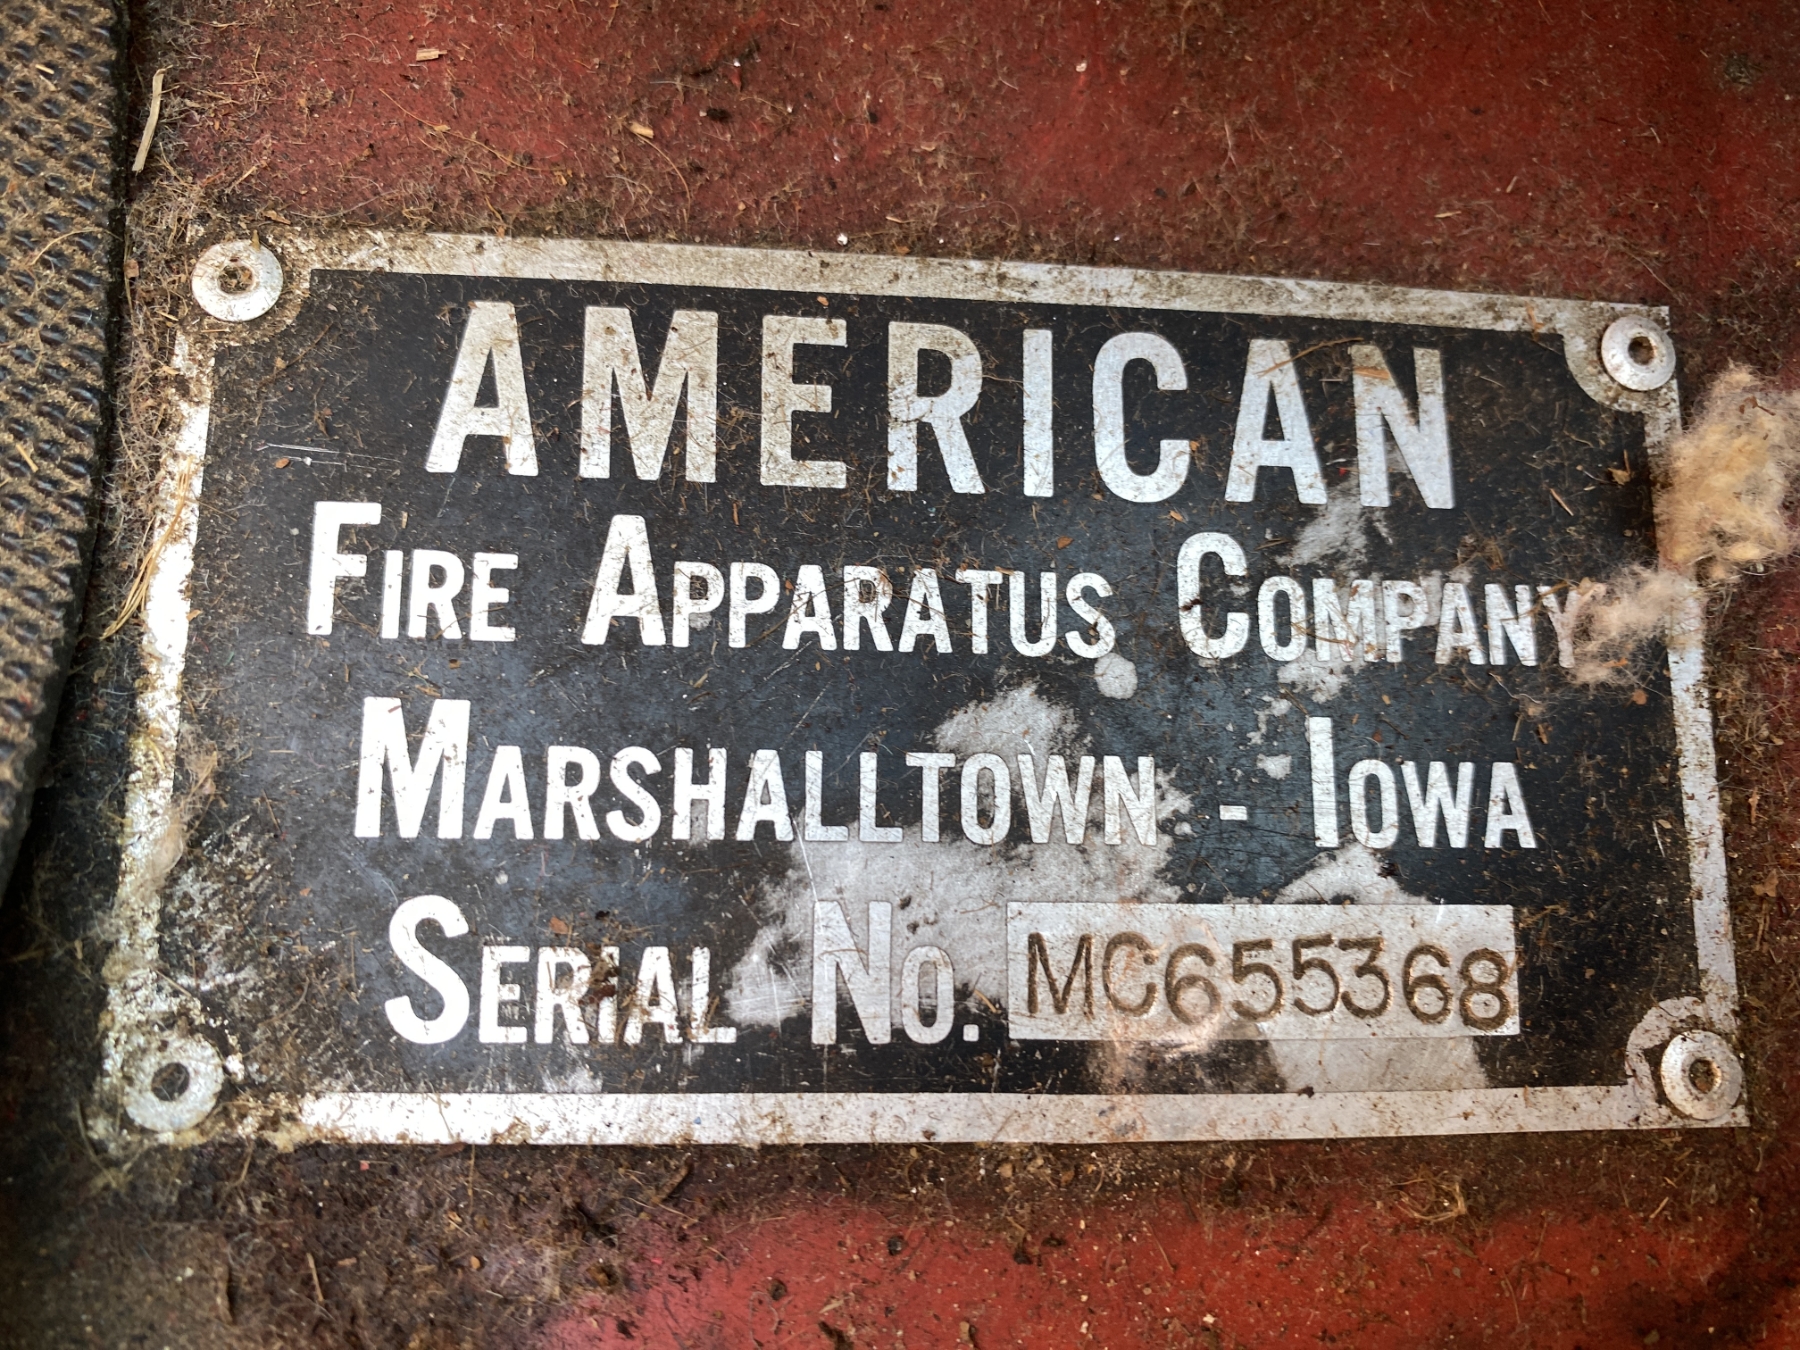 AMERICAN
FIRE APPARATUS COMPANY
MARSHALLTOWN - IOWA
SERIAL NO. MC655368